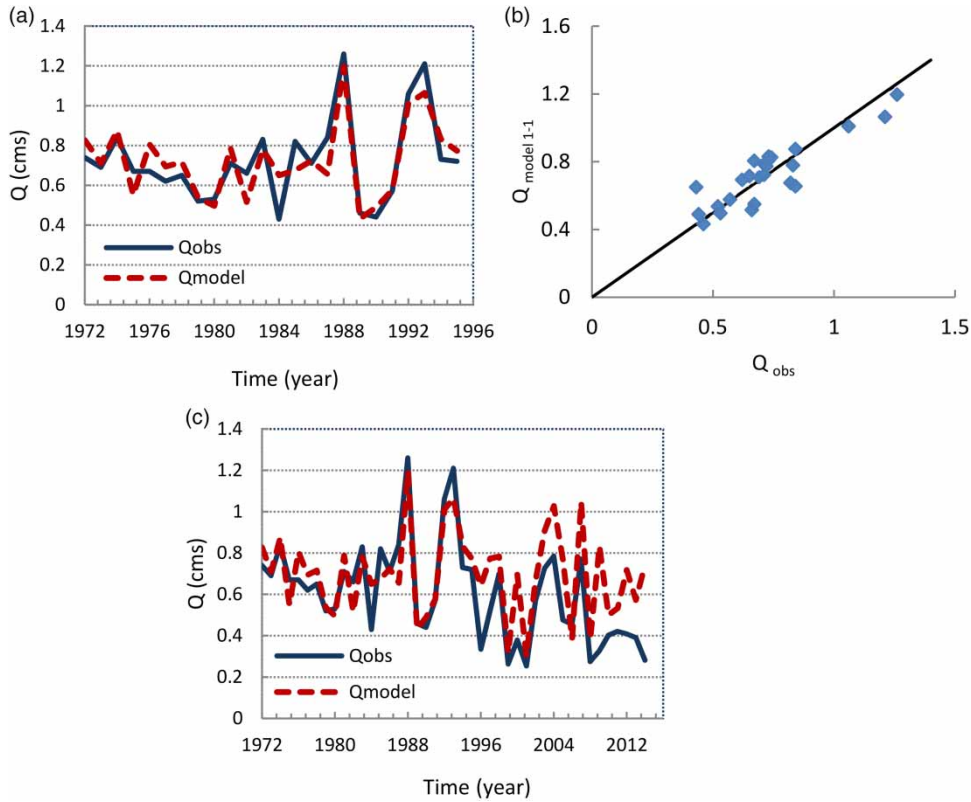 (a)
1.4
1.2
1
0.8
0.6
0.4
0.2
0
Q (cms)
Qobs
Qmodel
1972 1976 1980 1984 1988 1992 1996
Time (year)
(b)
1.6
1.2
0.8
0.4
0
Q model 1-1
0 0.5 1 1.5
Q obs
(c)
1.4
1.2
1
0.8
0.6
0.4
0.2
0
Q (cms)
Qobs
Qmodel
1972 1980 1988 1996 2004 2012
Time (year)